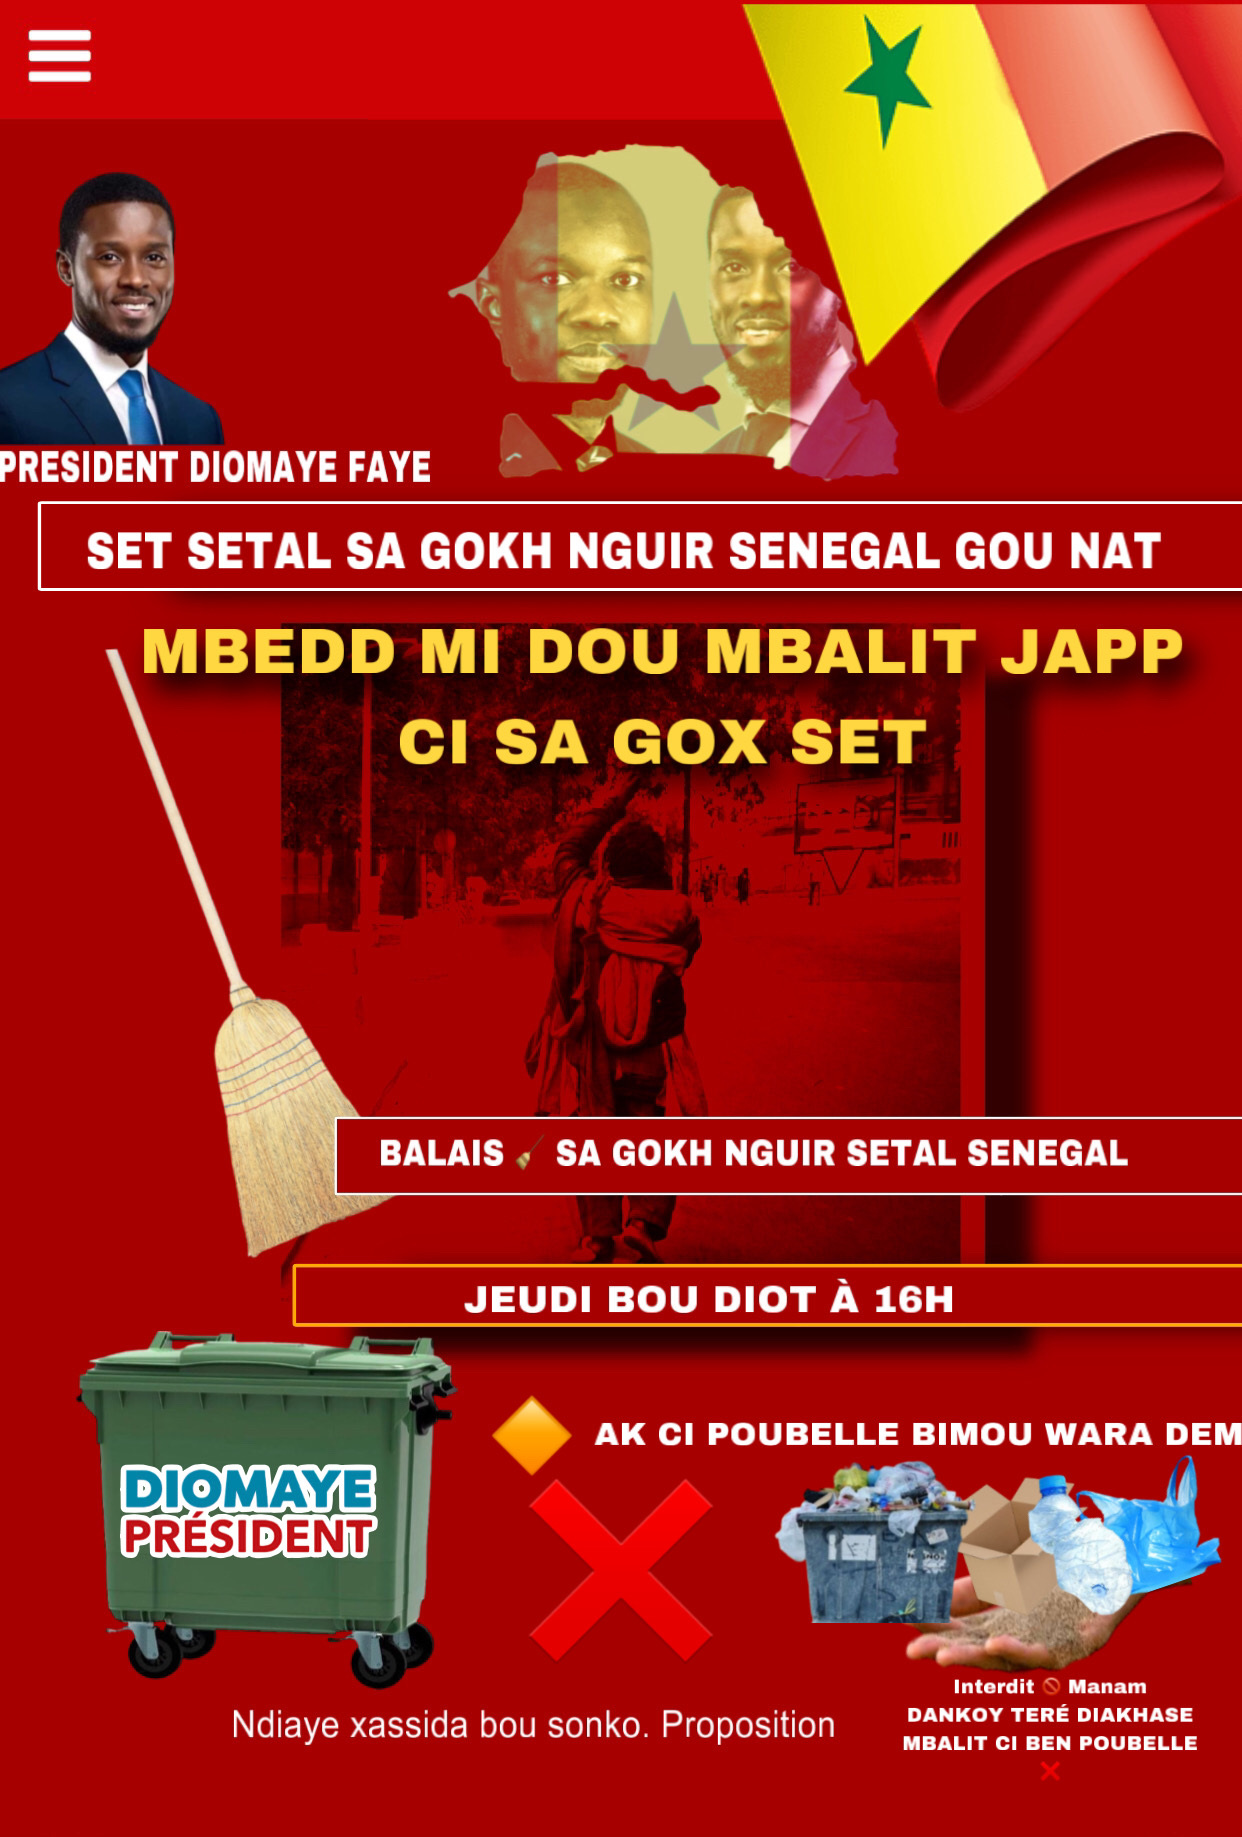 PRESIDENT DIOMAYE FAYE
SET SETAL SA GOKH NGUIR SENEGAL GOU NAT
MBEDD MI DOU MBALIT JAPP
CI SA GOX SET
BALAIS 🧹 SA GOKH NGUIR SETAL SENEGAL
JEUDI BOU DIOT À 16H
🔶 AK CI POUBELLE BIMOU WARA DEM
DIOMAYE
PRÉSIDENT
Interdit 🚫 Manam
DANKOY TERÉ DIAKHASE
MBALIT CI BEN POUBELLE
❌
Ndiaye xassida bou sonko. Proposition